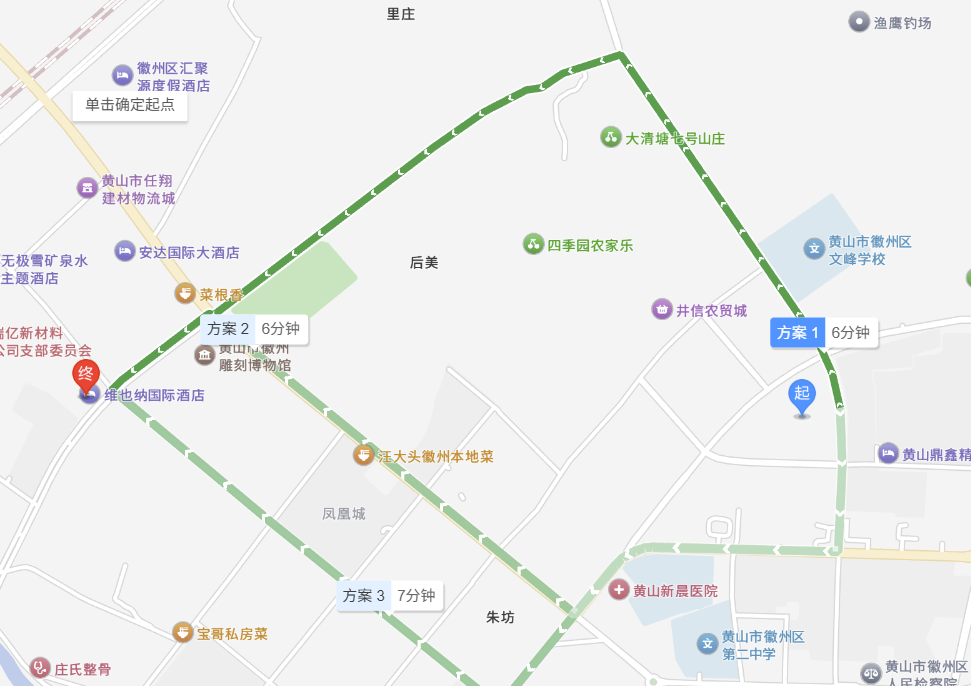 里庄
渔鹰钓场
徽州区汇聚
源度假酒店
单击确定起点
大清塘七号山庄
黄山市任翔
建材物流城
黄山市徽州区
文峰学校
四季园农家乐
安达国际大酒店
无极雪矿泉水
主题酒店
后美
菜根香
井信农贸城
方案 2 6分钟
方案 1 6分钟
瑞亿新材料
公司支部委员会
黄山市徽州
雕刻博物馆
终
维也纳国际酒店
起
汪大头徽州本地菜
黄山鼎鑫精
凤凰城
方案 3 7分钟
黄山新晨医院
朱坊
宝哥私房菜
黄山市徽州区
第二中学
庄氏整骨
黄山市徽州区
人民检察院